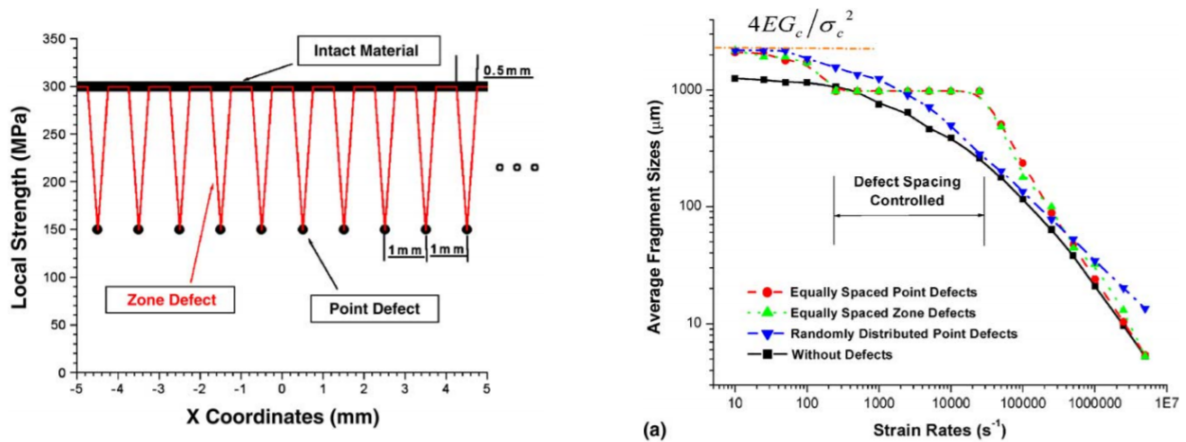 350
300
250
200
150
100
50
0
Local Strength (MPa)
Intact Material
0.5mm
1mm
1mm
Zone Defect
Point Defect
-5 -4 -3 -2 -1 0 1 2 3 4 5
X Coordinates (mm)
4EG_c/σ_c²
1000
100
10
Average Fragment Sizes (μm)
Defect Spacing
Controlled
Equally Spaced Point Defects
Equally Spaced Zone Defects
Randomly Distributed Point Defects
Without Defects
10 100 1000 10000 100000 1000000 1E7
(a)
Strain Rates (s⁻¹)